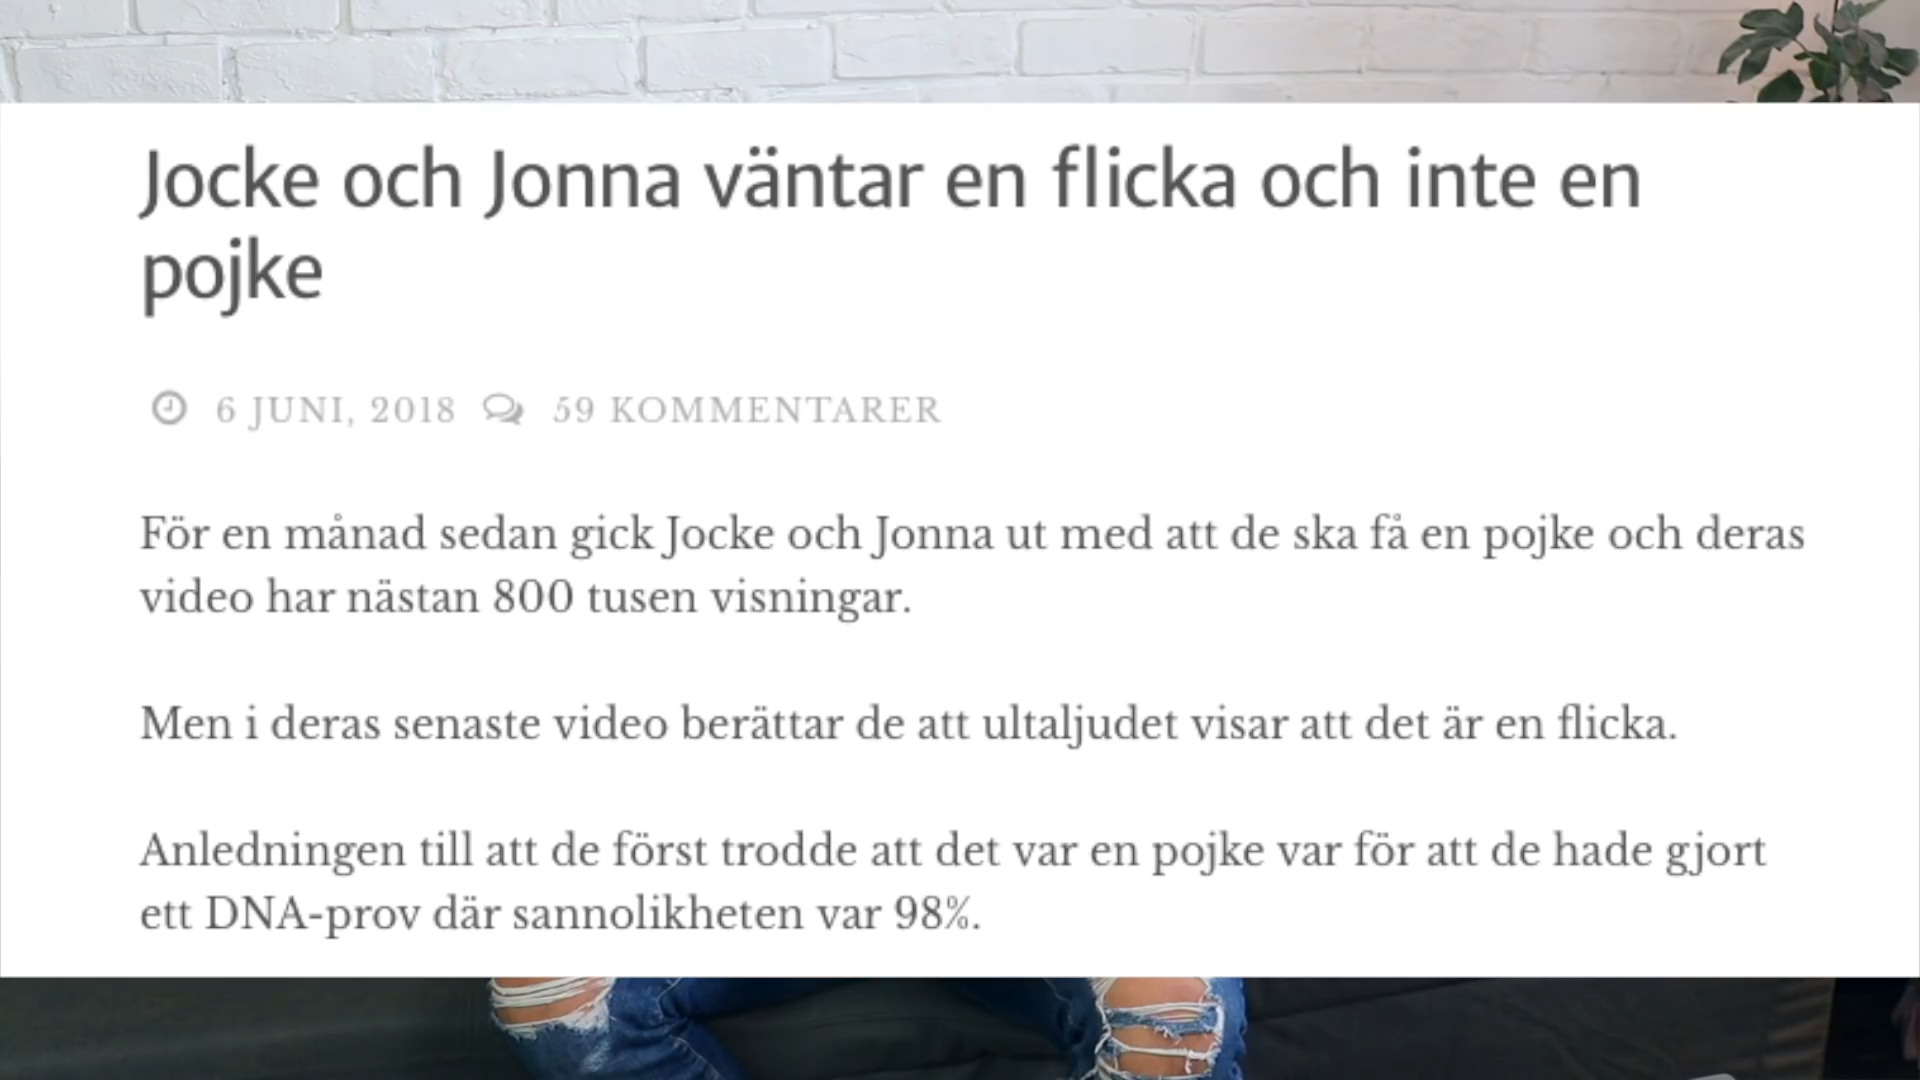 Jocke och Jonna väntar en flicka och inte en
pojke
6 JUNI, 2018 59 KOMMENTARER
För en månad sedan gick Jocke och Jonna ut med att de ska få en pojke och deras
video har nästan 800 tusen visningar.
Men i deras senaste video berättar de att ultaljudet visar att det är en flicka.
Anledningen till att de först trodde att det var en pojke var för att de hade gjort
ett DNA-prov där sannolikheten var 98%.